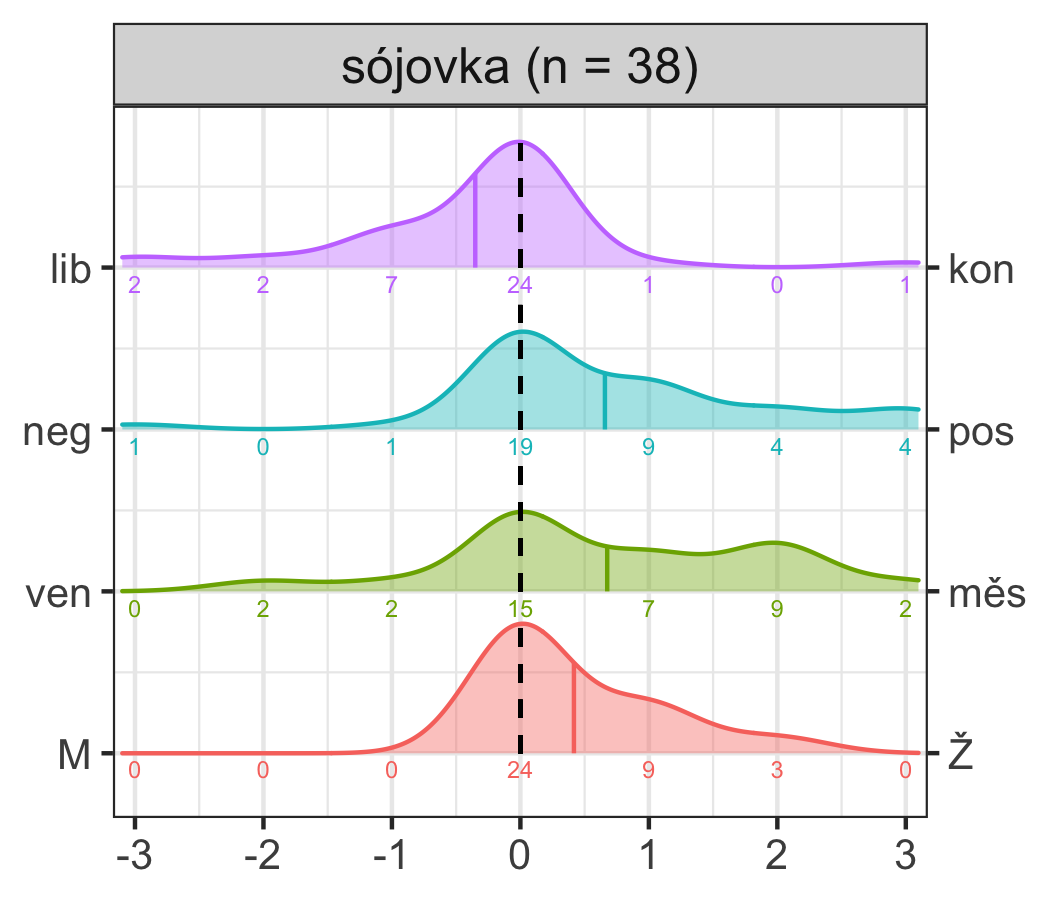 sójovka (n = 38)
lib kon
2 2 7 24 1 0 1
neg pos
1 0 1 19 9 4 4
ven měs
0 2 2 15 7 9 2
M Ž
0 0 0 24 9 3 0
-3 -2 -1 0 1 2 3